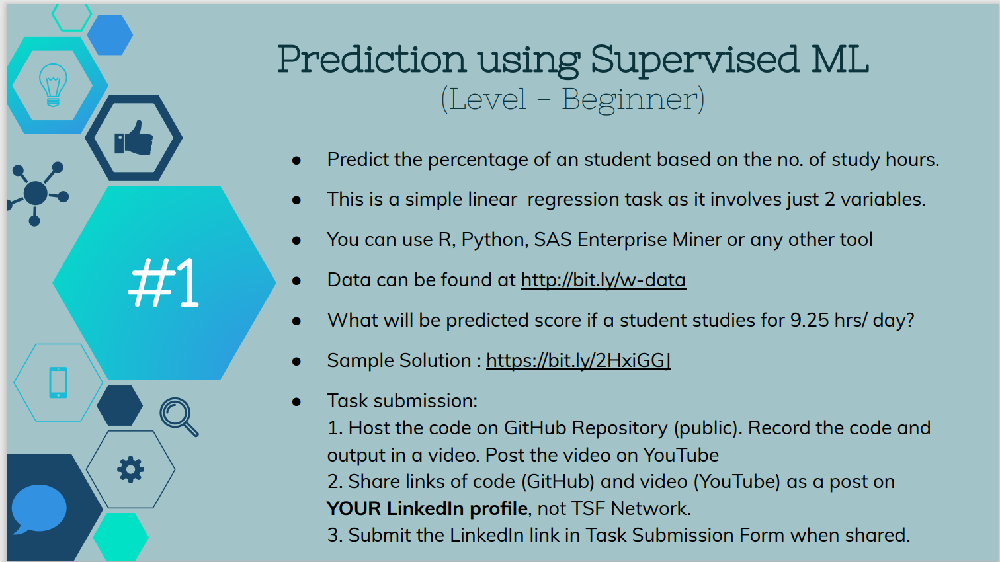 Prediction using Supervised ML
(Level - Beginner)
#1
● Predict the percentage of an student based on the no. of study hours.
● This is a simple linear  regression task as it involves just 2 variables.
● You can use R, Python, SAS Enterprise Miner or any other tool
● Data can be found at http://bit.ly/w-data
● What will be predicted score if a student studies for 9.25 hrs/ day?
● Sample Solution : https://bit.ly/2HxiGGJ
● Task submission:
1. Host the code on GitHub Repository (public). Record the code and
output in a video. Post the video on YouTube
2. Share links of code (GitHub) and video (YouTube) as a post on
YOUR LinkedIn profile, not TSF Network.
3. Submit the LinkedIn link in Task Submission Form when shared.